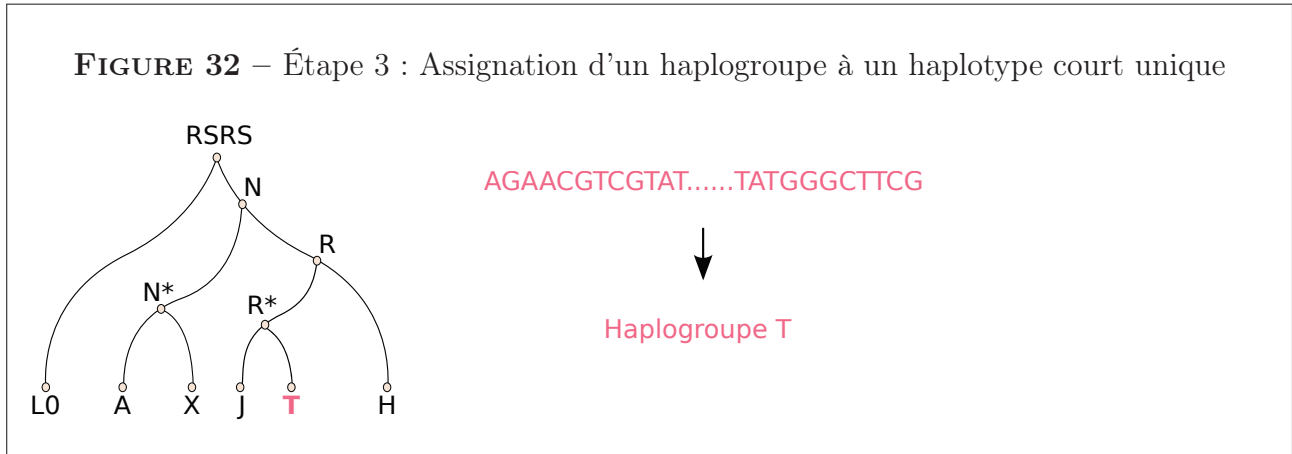 FIGURE 32 – Étape 3 : Assignation d'un haplogroupe à un haplotype court unique
RSRS
N
R
N*
R*
L0
A
X
J
T
H
AGAACGTCGTAT......TATGGGCTTCG
Haplogroupe T